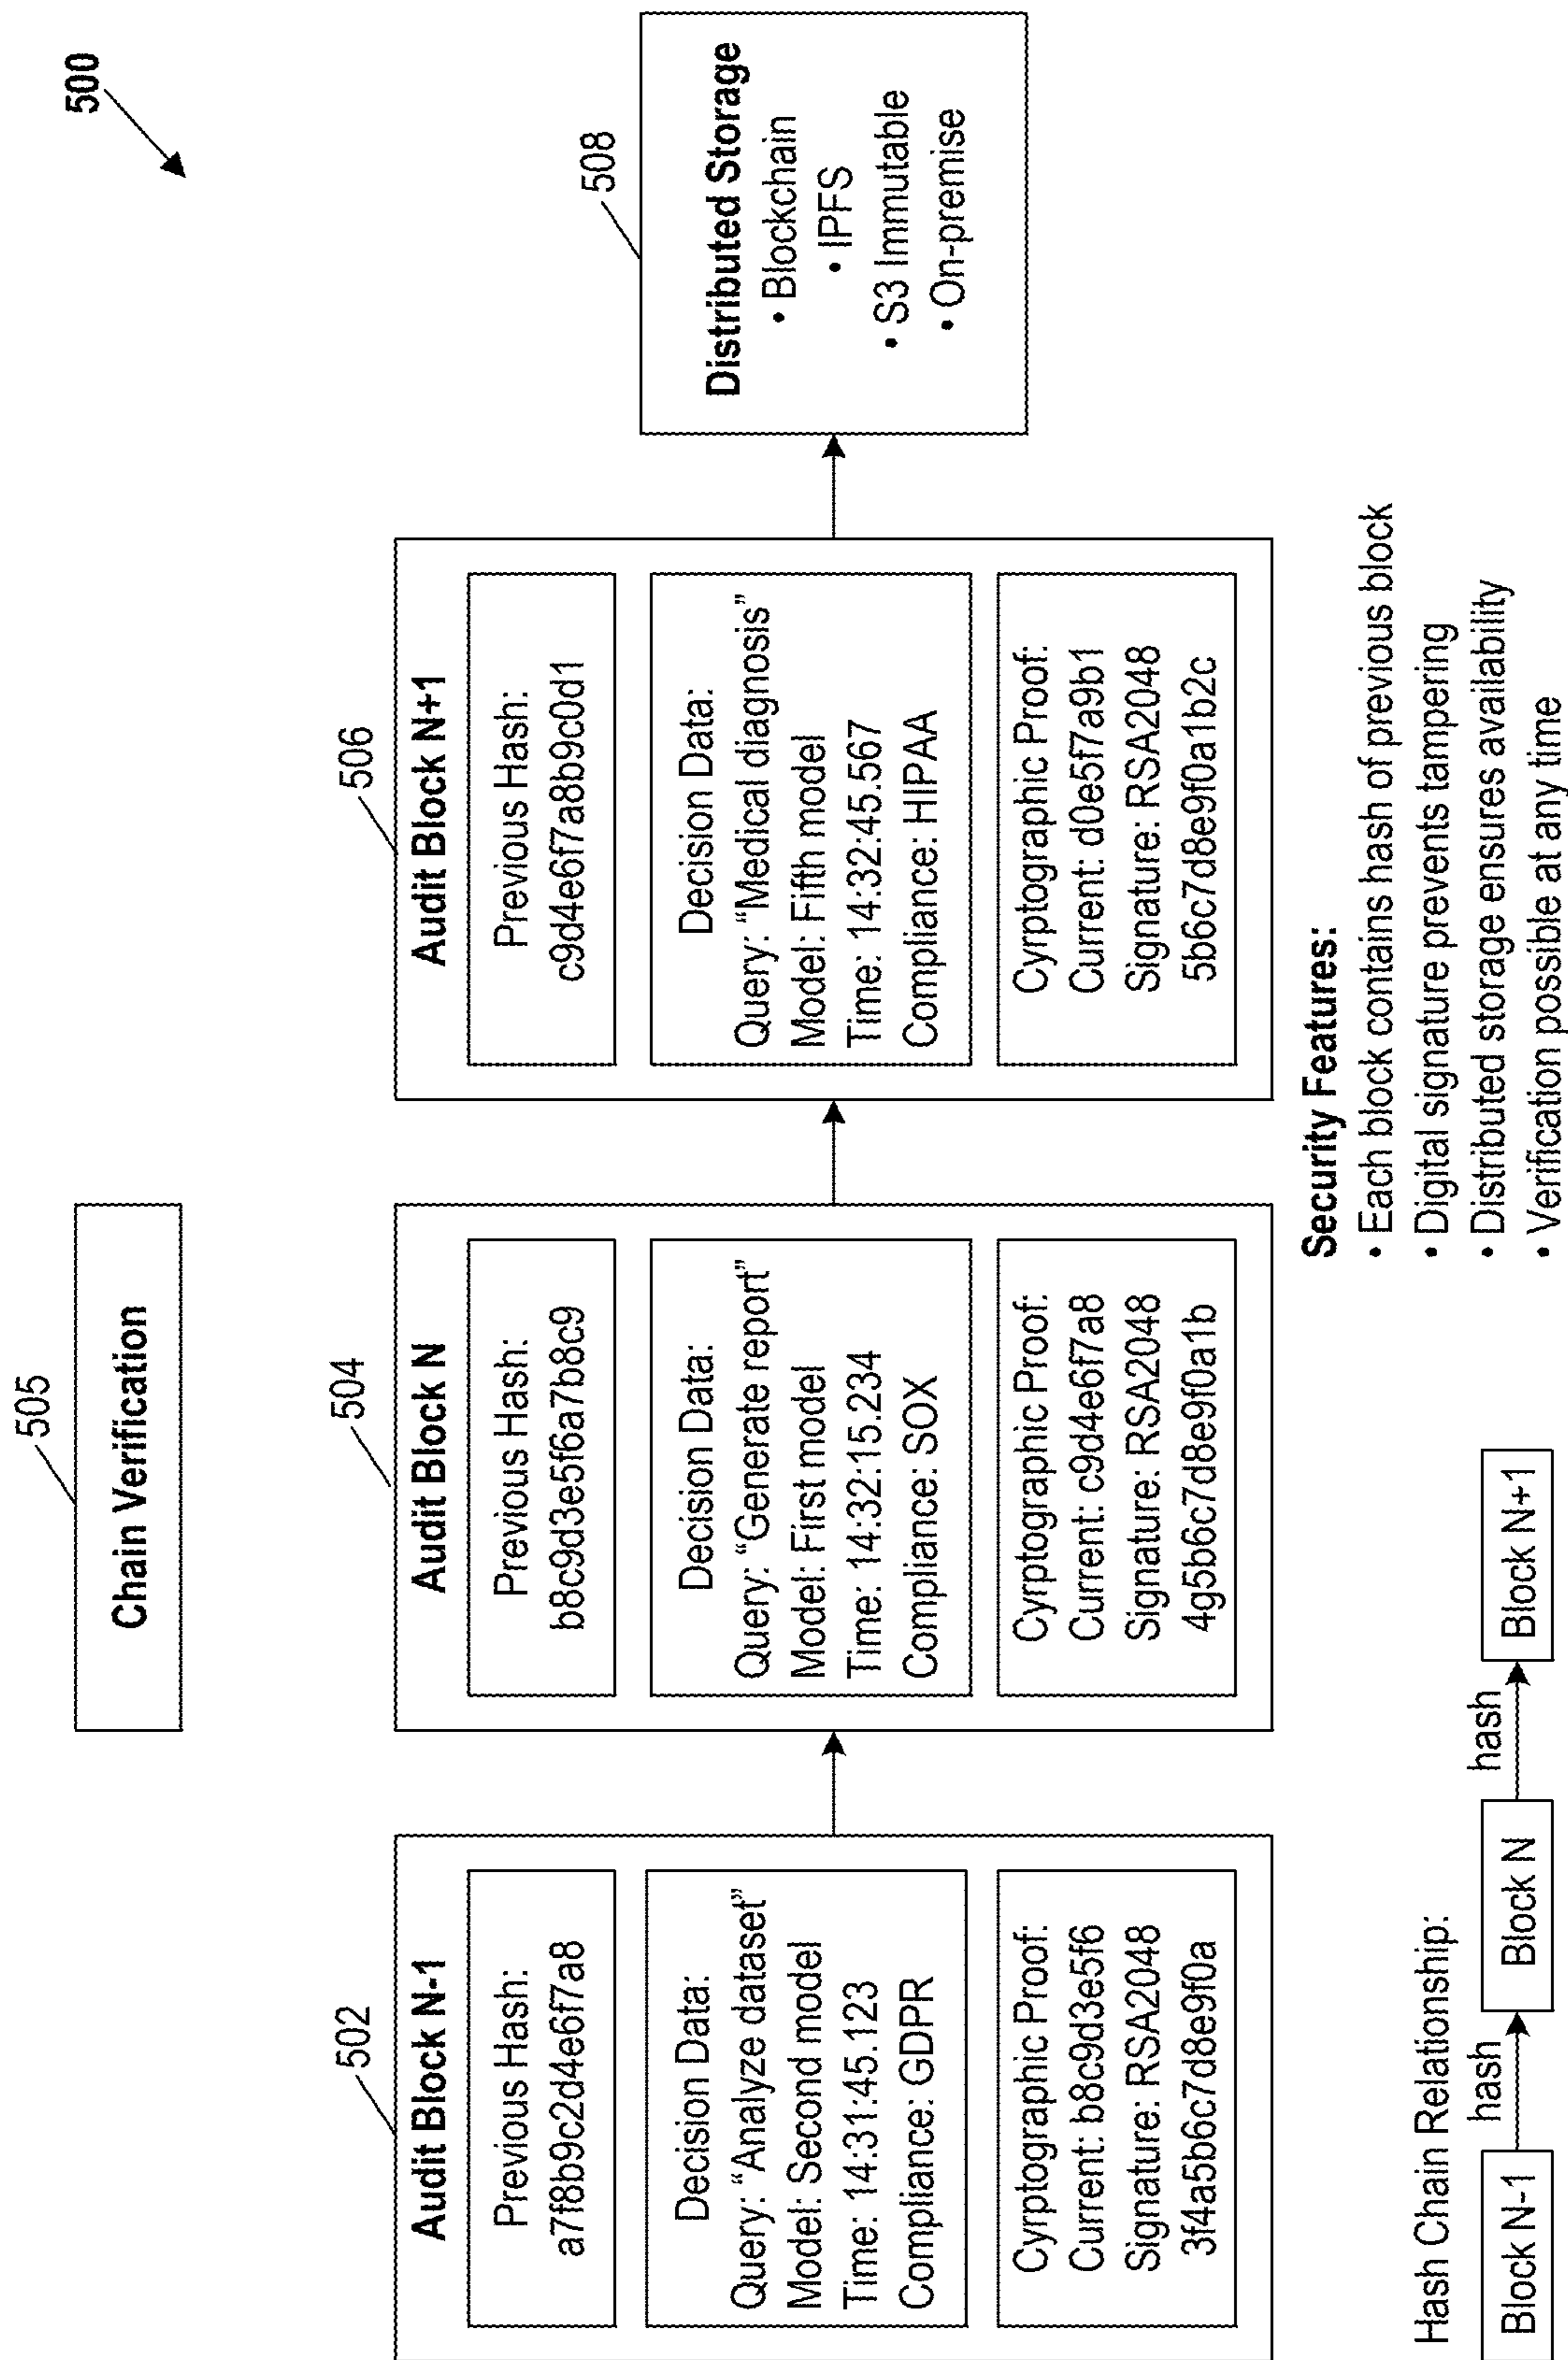 500
505
Chain Verification
502
Audit Block N-1
Previous Hash:
a7f8b9c2d4e6f7a8
Decision Data:
Query: “Analyze dataset”
Model: Second model
Time: 14:31:45.123
Compliance: GDPR
Cyrptographic Proof:
Current: b8c9d3e5f6
Signature: RSA2048
3f4a5b6c7d8e9f0a
504
Audit Block N
Previous Hash:
b8c9d3e5f6a7b8c9
Decision Data:
Query: “Generate report”
Model: First model
Time: 14:32:15.234
Compliance: SOX
Cyrptographic Proof:
Current: c9d4e6f7a8
Signature: RSA2048
4g5b6c7d8e9f0a1b
506
Audit Block N+1
Previous Hash:
c9d4e6f7a8b9c0d1
Decision Data:
Query: “Medical diagnosis”
Model: Fifth model
Time: 14:32:45.567
Compliance: HIPAA
Cyrptographic Proof:
Current: d0e5f7a9b1
Signature: RSA2048
5b6c7d8e9f0a1b2c
508
Distributed Storage
• Blockchain
• IPFS
• S3 Immutable
• On-premise
Hash Chain Relationship:
Block N-1
hash
Block N
hash
Block N+1
Security Features:
• Each block contains hash of previous block
• Digital signature prevents tampering
• Distributed storage ensures availability
• Verification possible at any time